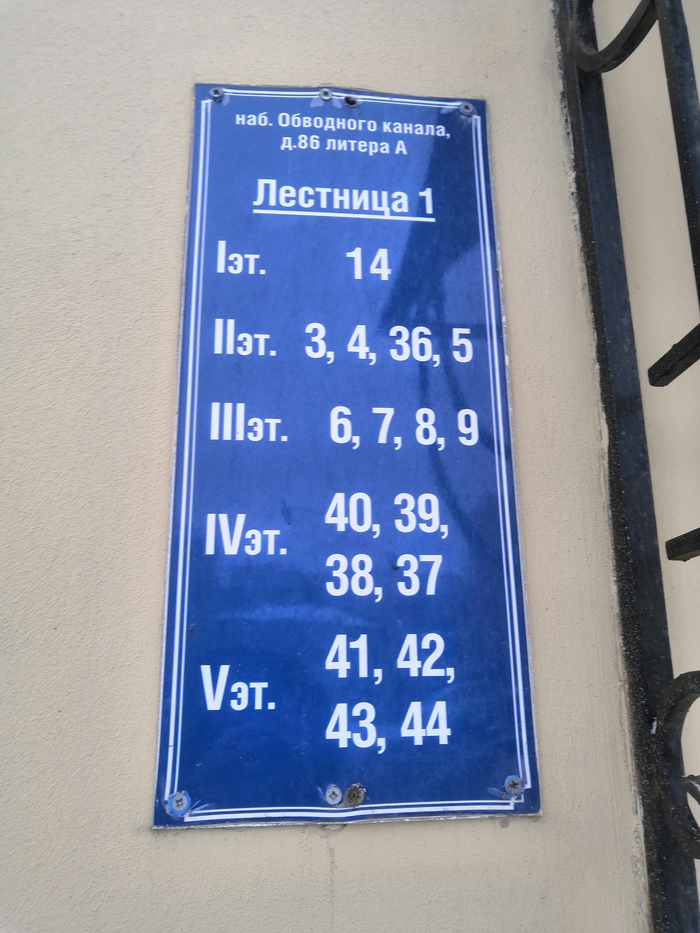 наб. Обводного канала,
д.86 литера А
Лестница 1
Iэт. 14
IIэт. 3, 4, 36, 5
IIIэт. 6, 7, 8, 9
IVэт. 40, 39,
38, 37
Vэт. 41, 42,
43, 44